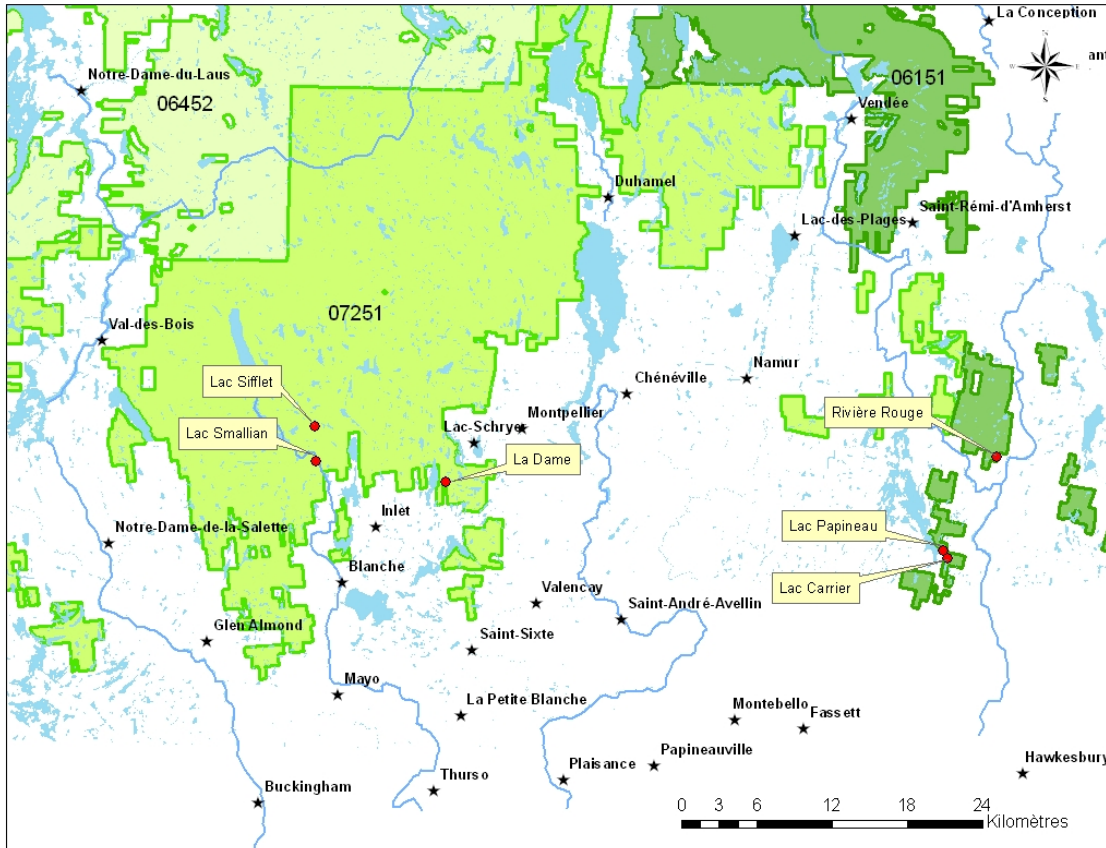 La Conception
ant
Notre-Dame-du-Laus
06452
06151
Vendée
Duhamel
Saint-Rémi-d'Amherst
Lac-des-Plages
07251
Val-des-Bois
Lac Sifflet
Namur
Chénéville
Lac Smallian
Montpellier
Lac-Schryer
Rivière Rouge
La Dame
Inlet
Notre-Dame-de-la-Salette
Lac Papineau
Blanche
Lac Carrier
Valencay
Saint-André-Avellin
Glen Almond
Saint-Sixte
Mayo
La Petite Blanche
Montebello
Fassett
Papineauville
Plaisance
Hawkesbury
Thurso
Buckingham
0 3 6 12 18 24
Kilomètres